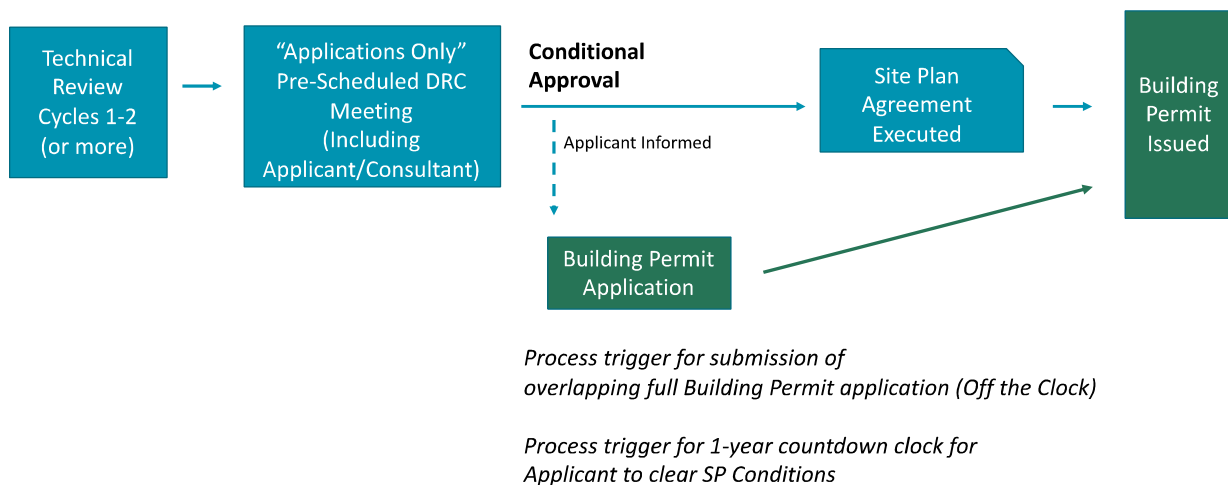 Technical
Review
Cycles 1-2
(or more)
“Applications Only”
Pre-Scheduled DRC
Meeting
(Including
Applicant/Consultant)
Conditional
Approval
Applicant Informed
Site Plan
Agreement
Executed
Building
Permit
Issued
Building Permit
Application
Process trigger for submission of
overlapping full Building Permit application (Off the Clock)
Process trigger for 1-year countdown clock for
Applicant to clear SP Conditions